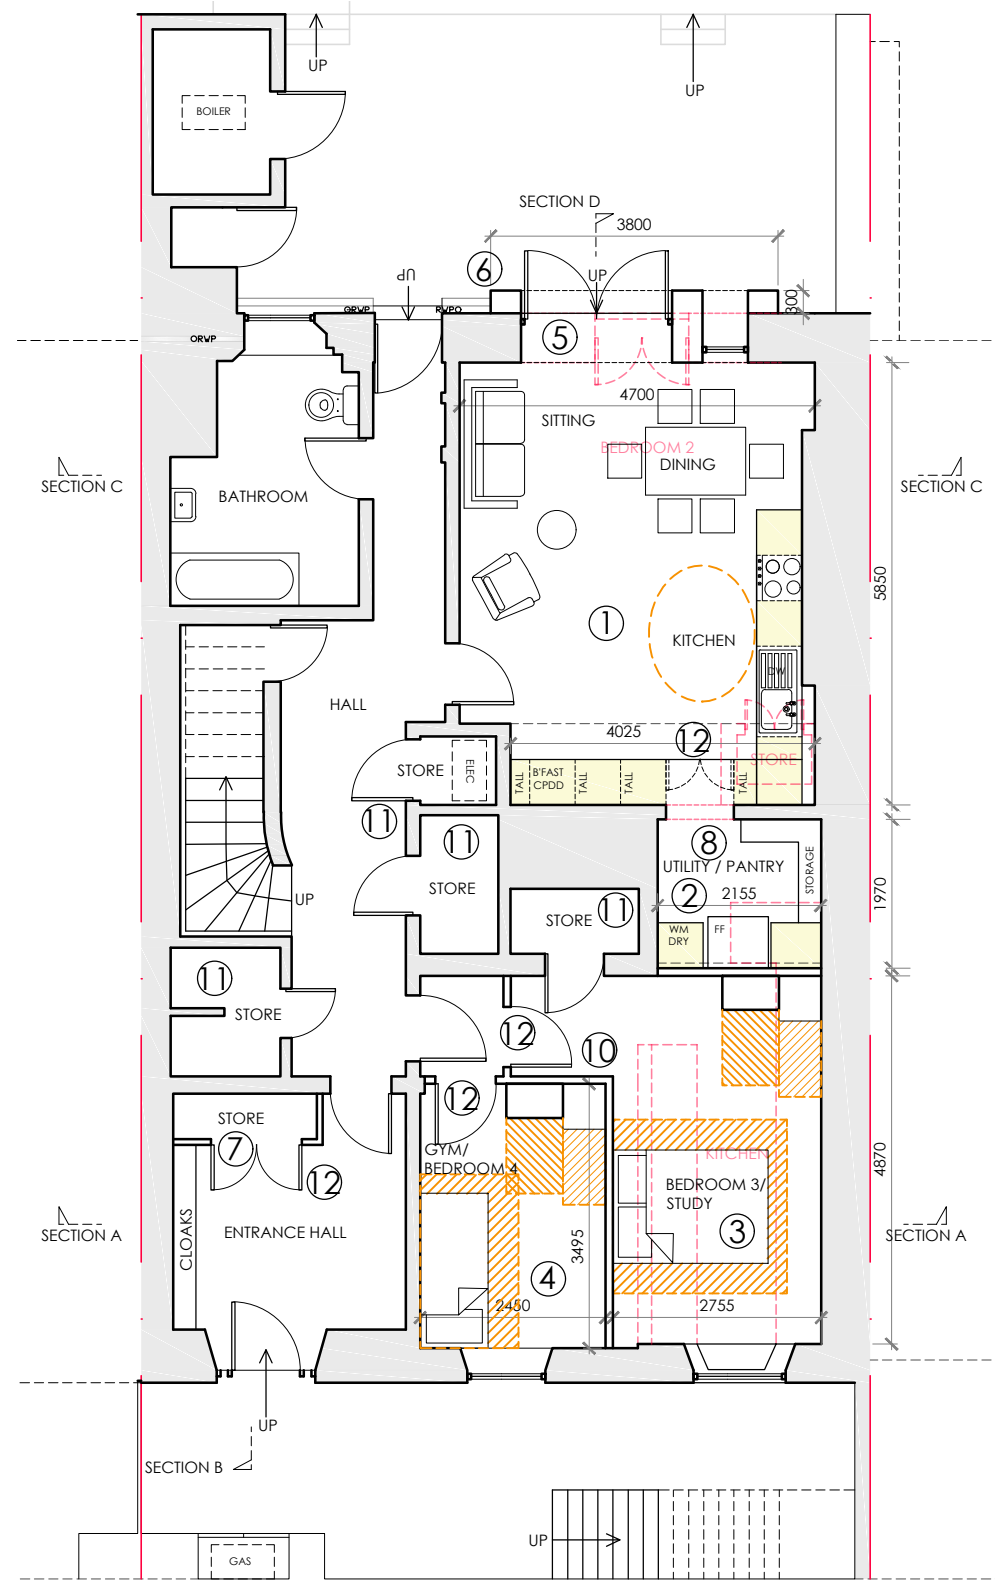 UP
UP
BOILER
SECTION D
3800
6
UP
UP
300
ORWP
RWPO
ORWP
5
4700
SITTING
BEDROOM 2
DINING
SECTION C
SECTION C
BATHROOM
5850
1
KITCHEN
DW
HALL
4025
12
STORE
STORE
ELEC
TALL
B'FAST
CPDD
TALL
TALL
TALL
11
11
8
STORE
UTILITY / PANTRY
STORAGE
2
2155
1970
UP
STORE
11
WM
DRY
FF
11
STORE
12
10
12
STORE
7
12
GYM/
BEDROOM 4
KITCHEN
4870
BEDROOM 3/
STUDY
CLOAKS
ENTRANCE HALL
SECTION A
3495
3
SECTION A
4
2450
2755
UP
SECTION B
UP
GAS